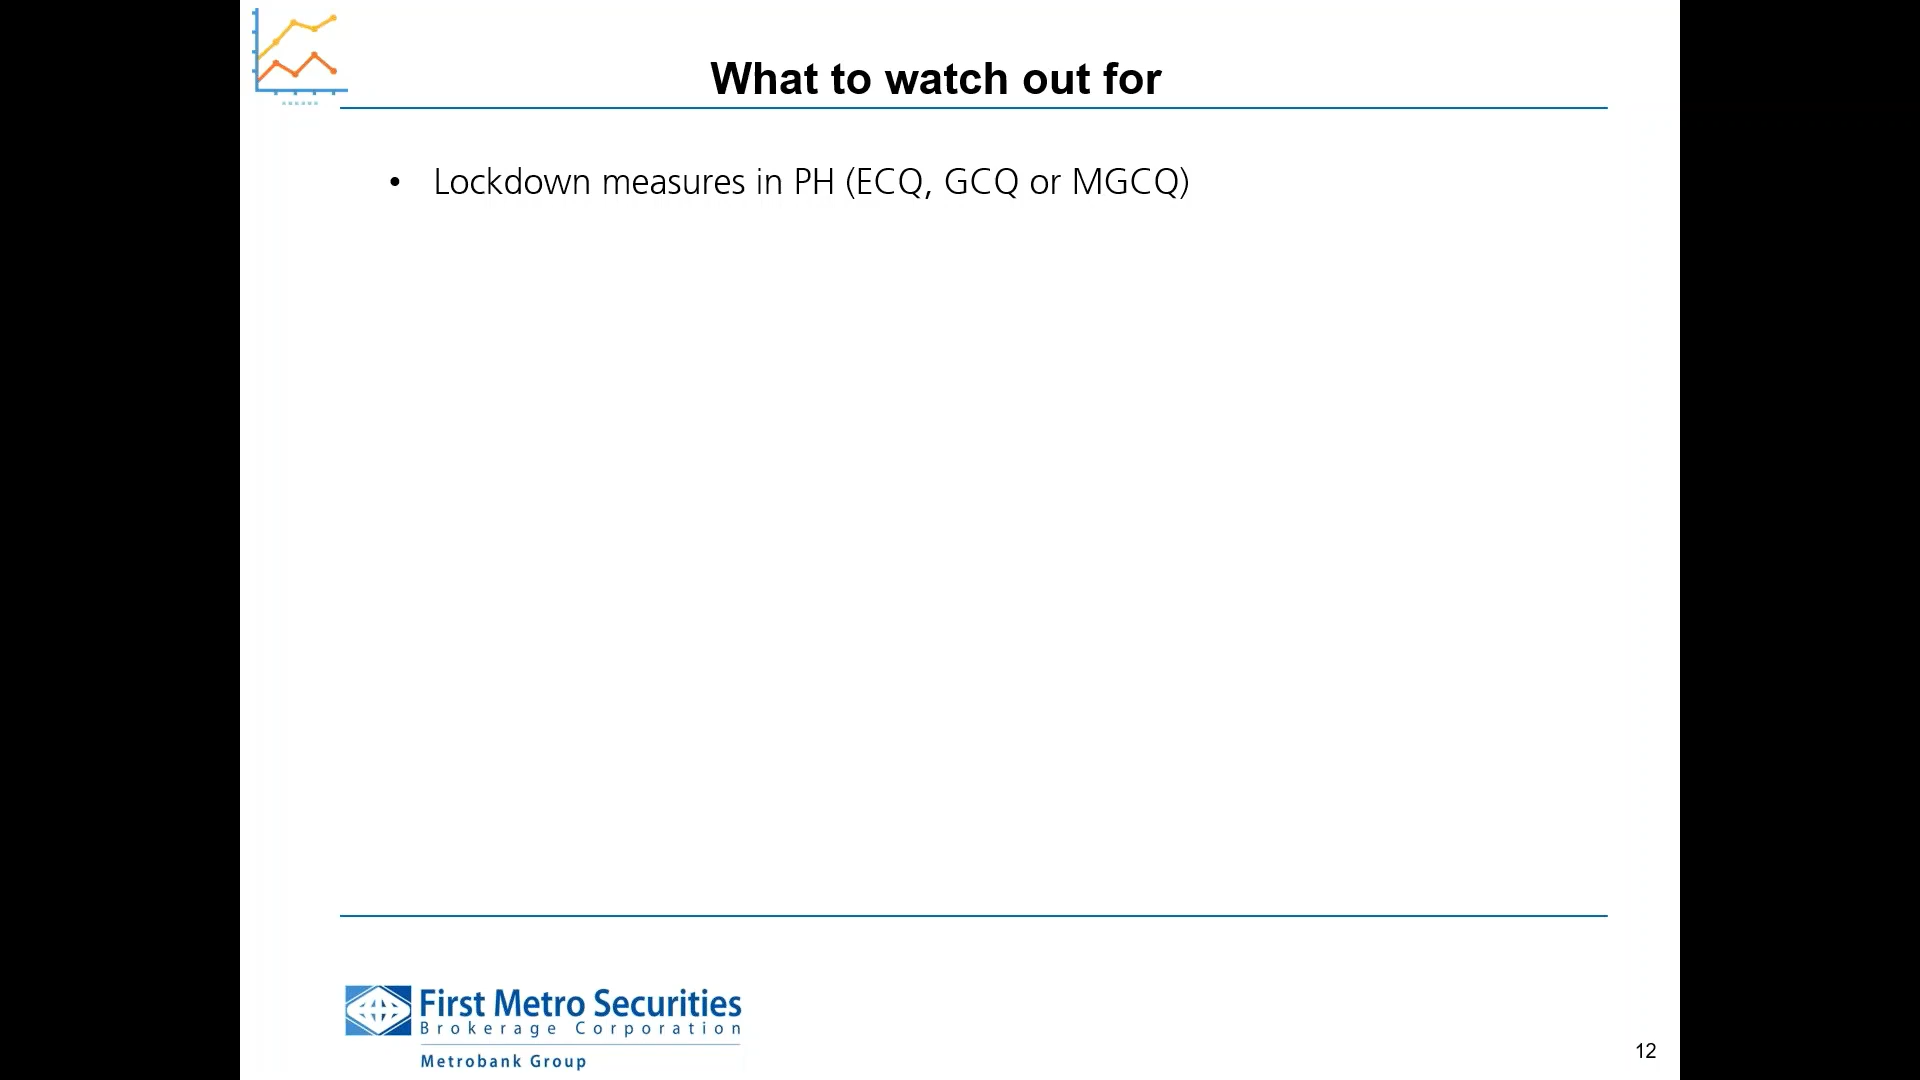 What to watch out for
• Lockdown measures in PH (ECQ, GCQ or MGCQ)
First Metro Securities
Brokerage Corporation
Metrobank Group
12